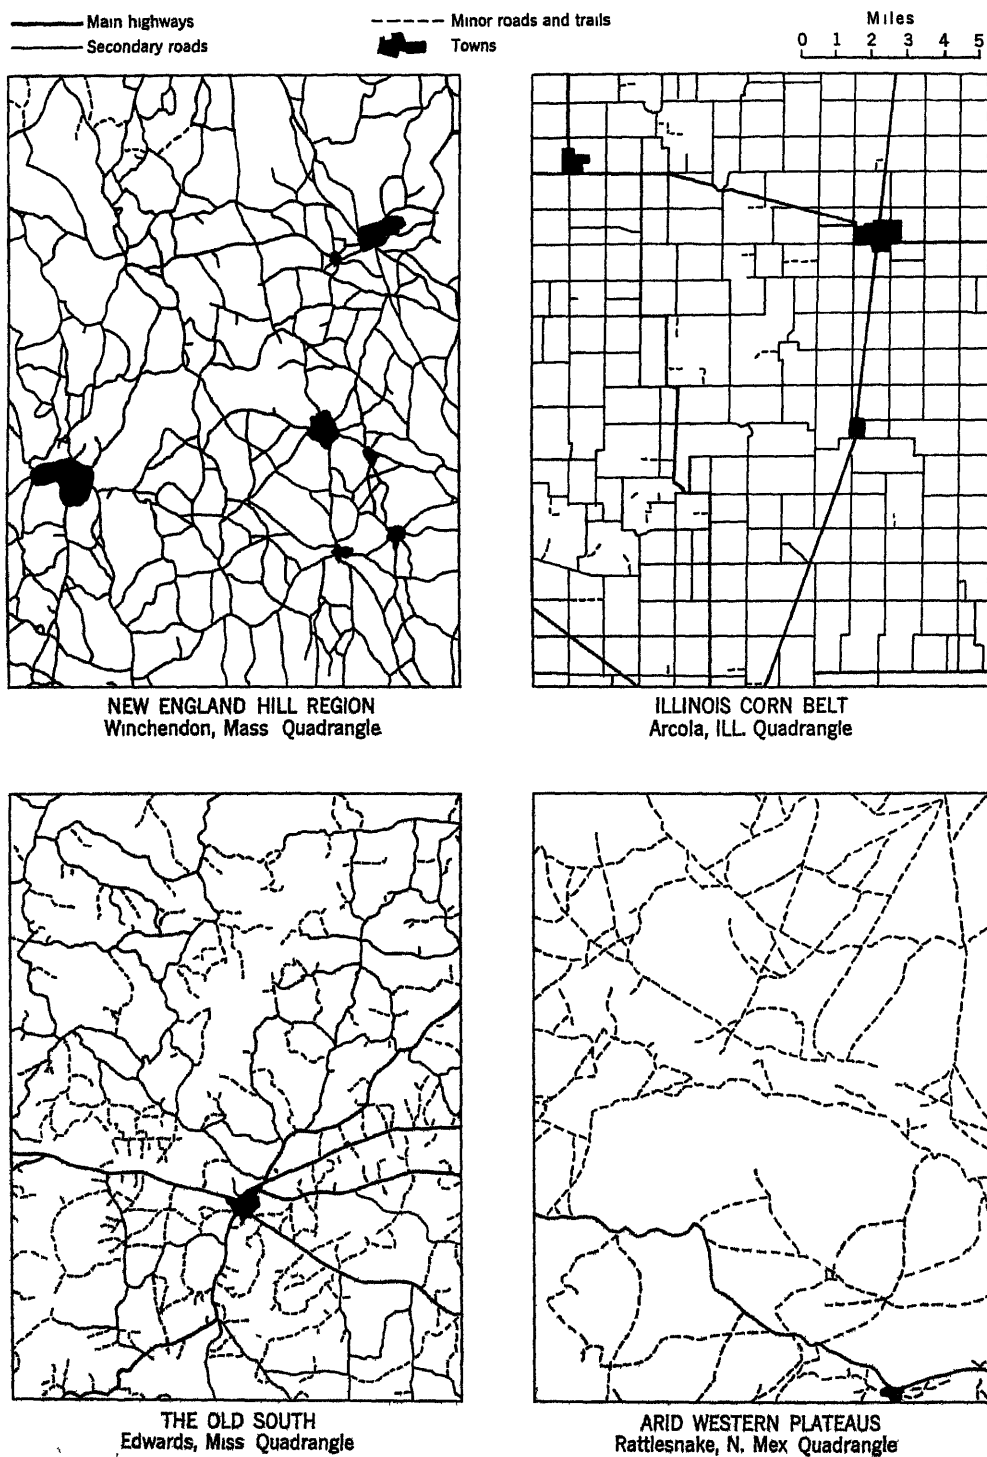 Main highways
Secondary roads
Minor roads and trails
Towns
Miles
0 1 2 3 4 5
NEW ENGLAND HILL REGION
Winchendon, Mass Quadrangle
ILLINOIS CORN BELT
Arcola, ILL. Quadrangle
THE OLD SOUTH
Edwards, Miss Quadrangle
ARID WESTERN PLATEAUS
Rattlesnake, N. Mex Quadrangle